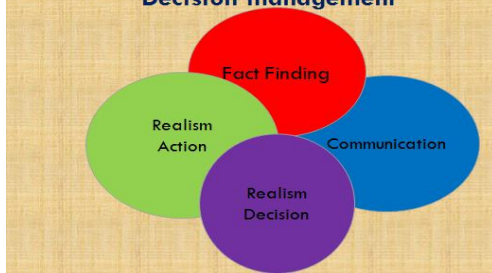 Decision management
Fact Finding
Realism
Action
Communication
Realism
Decision